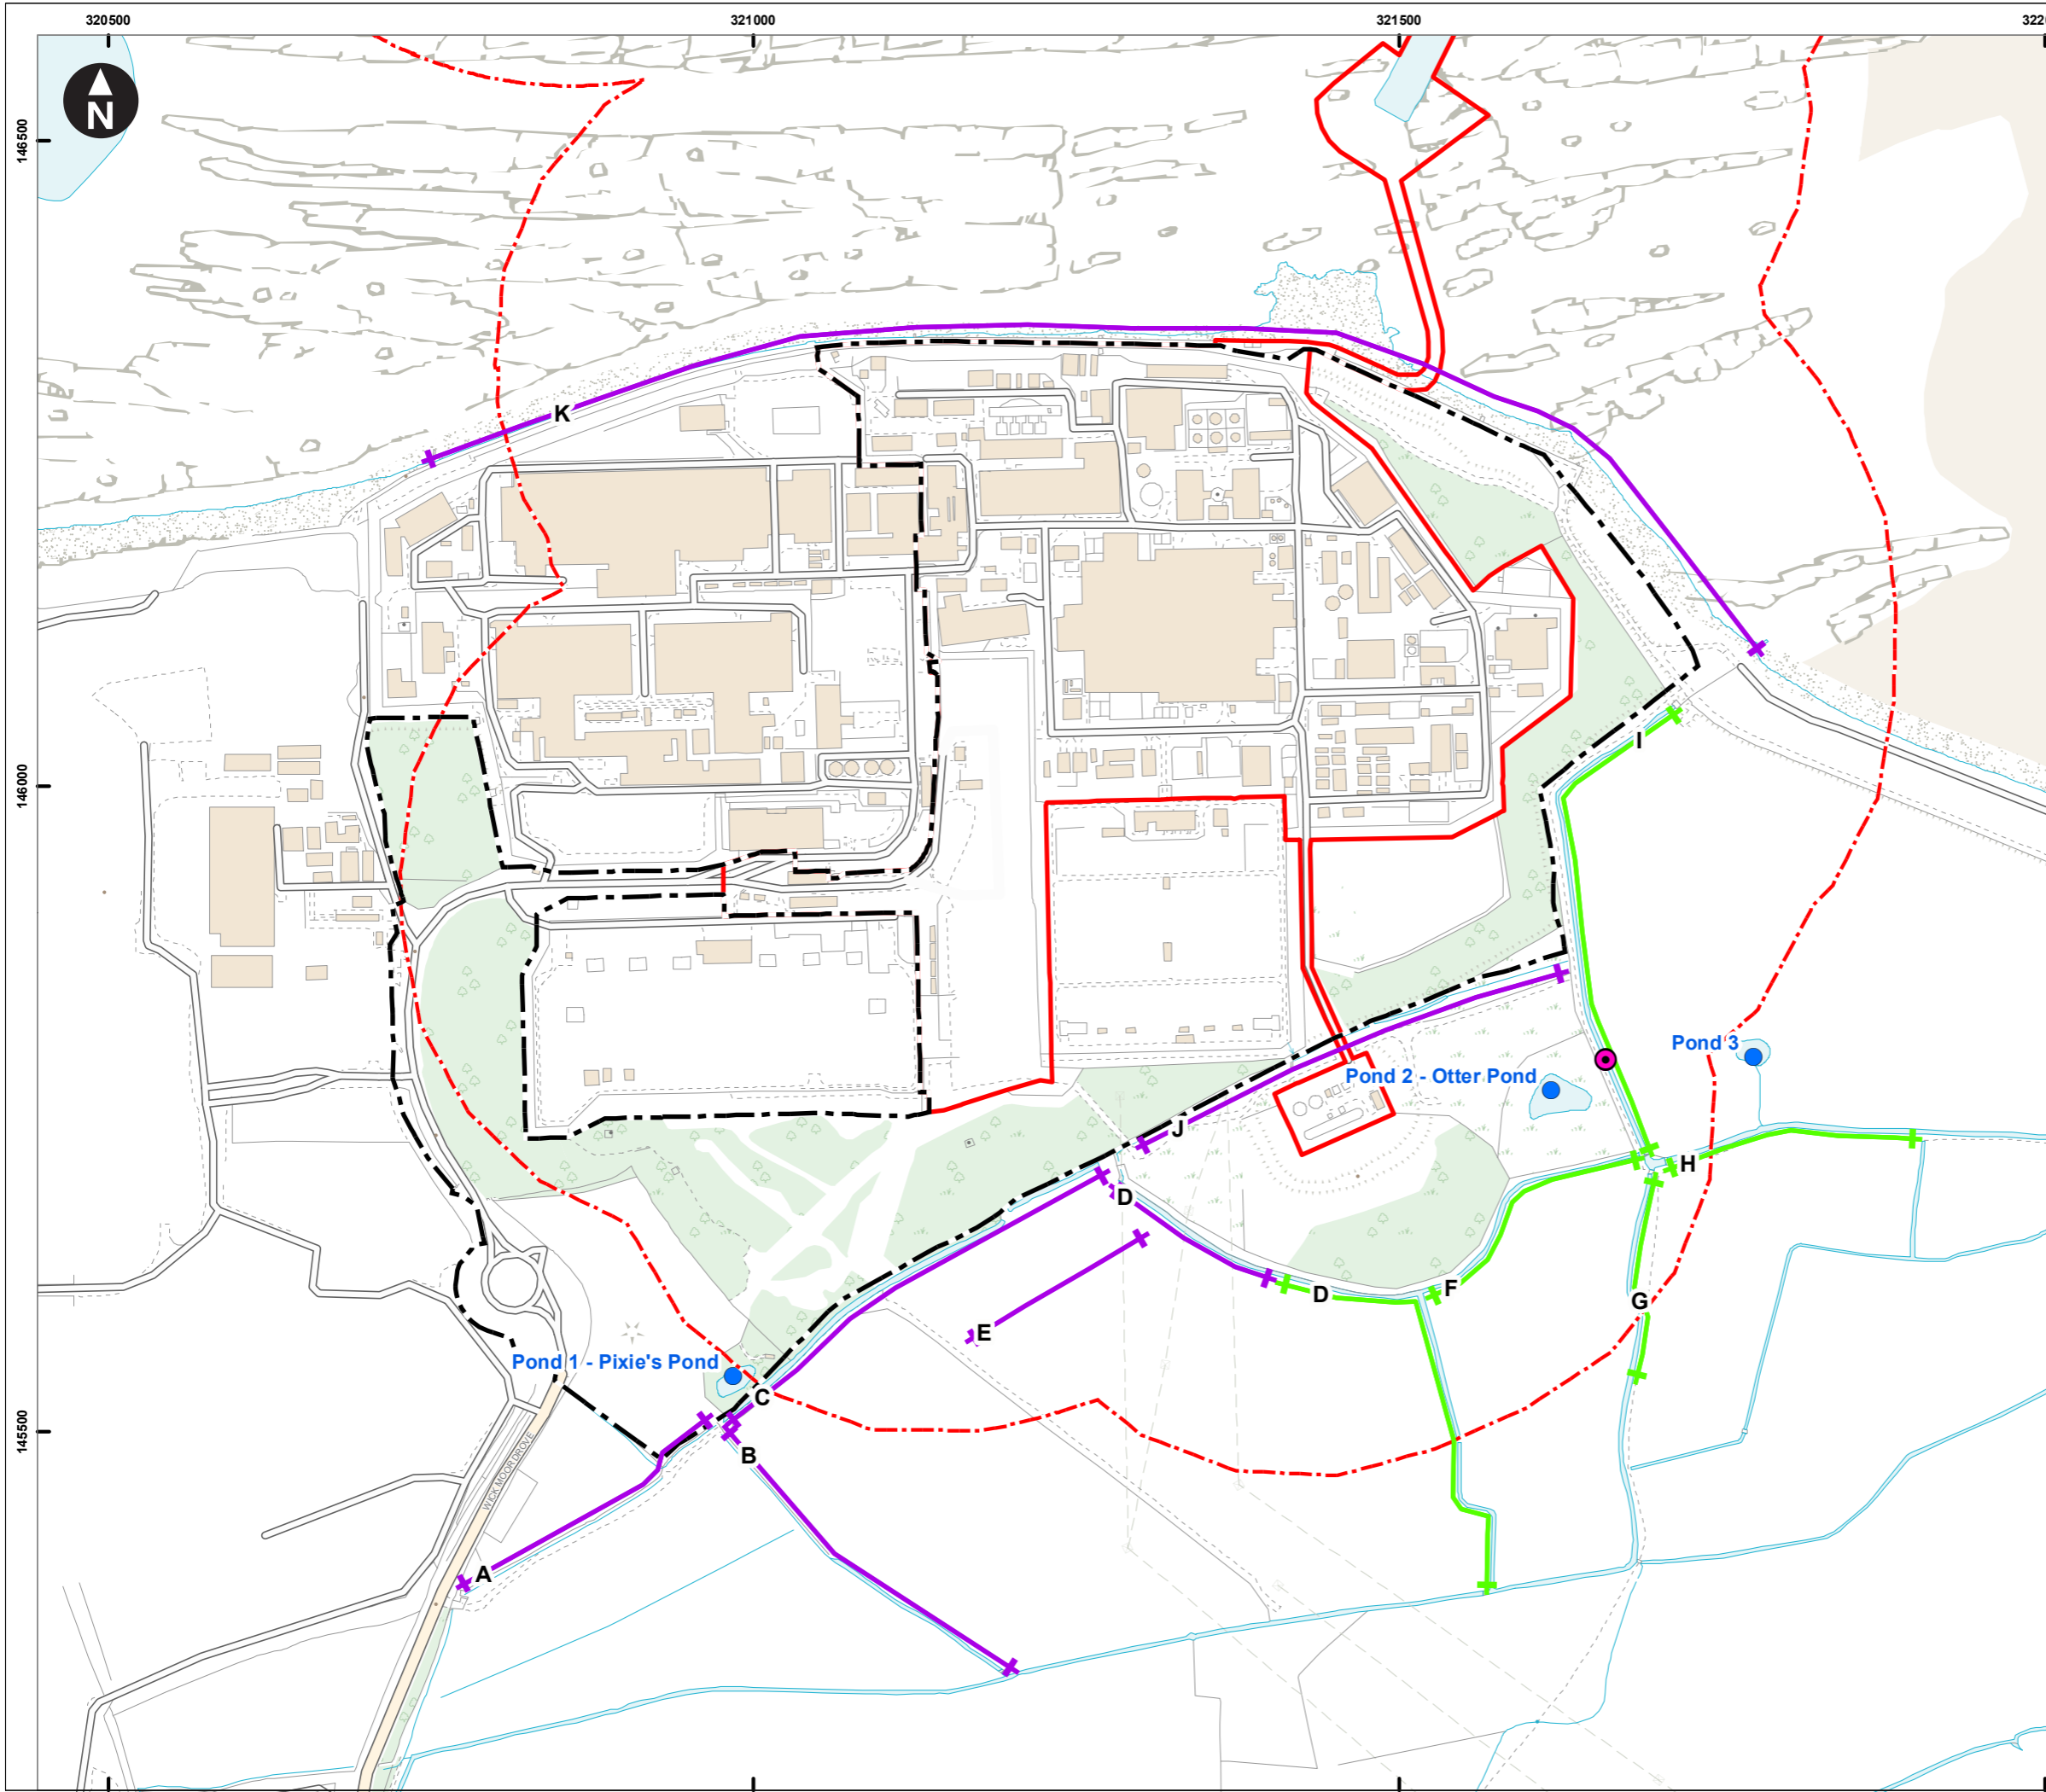 320500
321000
321500
322
N
146500
K
I
146000
Pond 3
Pond 2 - Otter Pond
J
H
D
G
F
D
E
Pond 1 - Pixie's Pond
C
145500
B
WICK MOOR DROVE
A